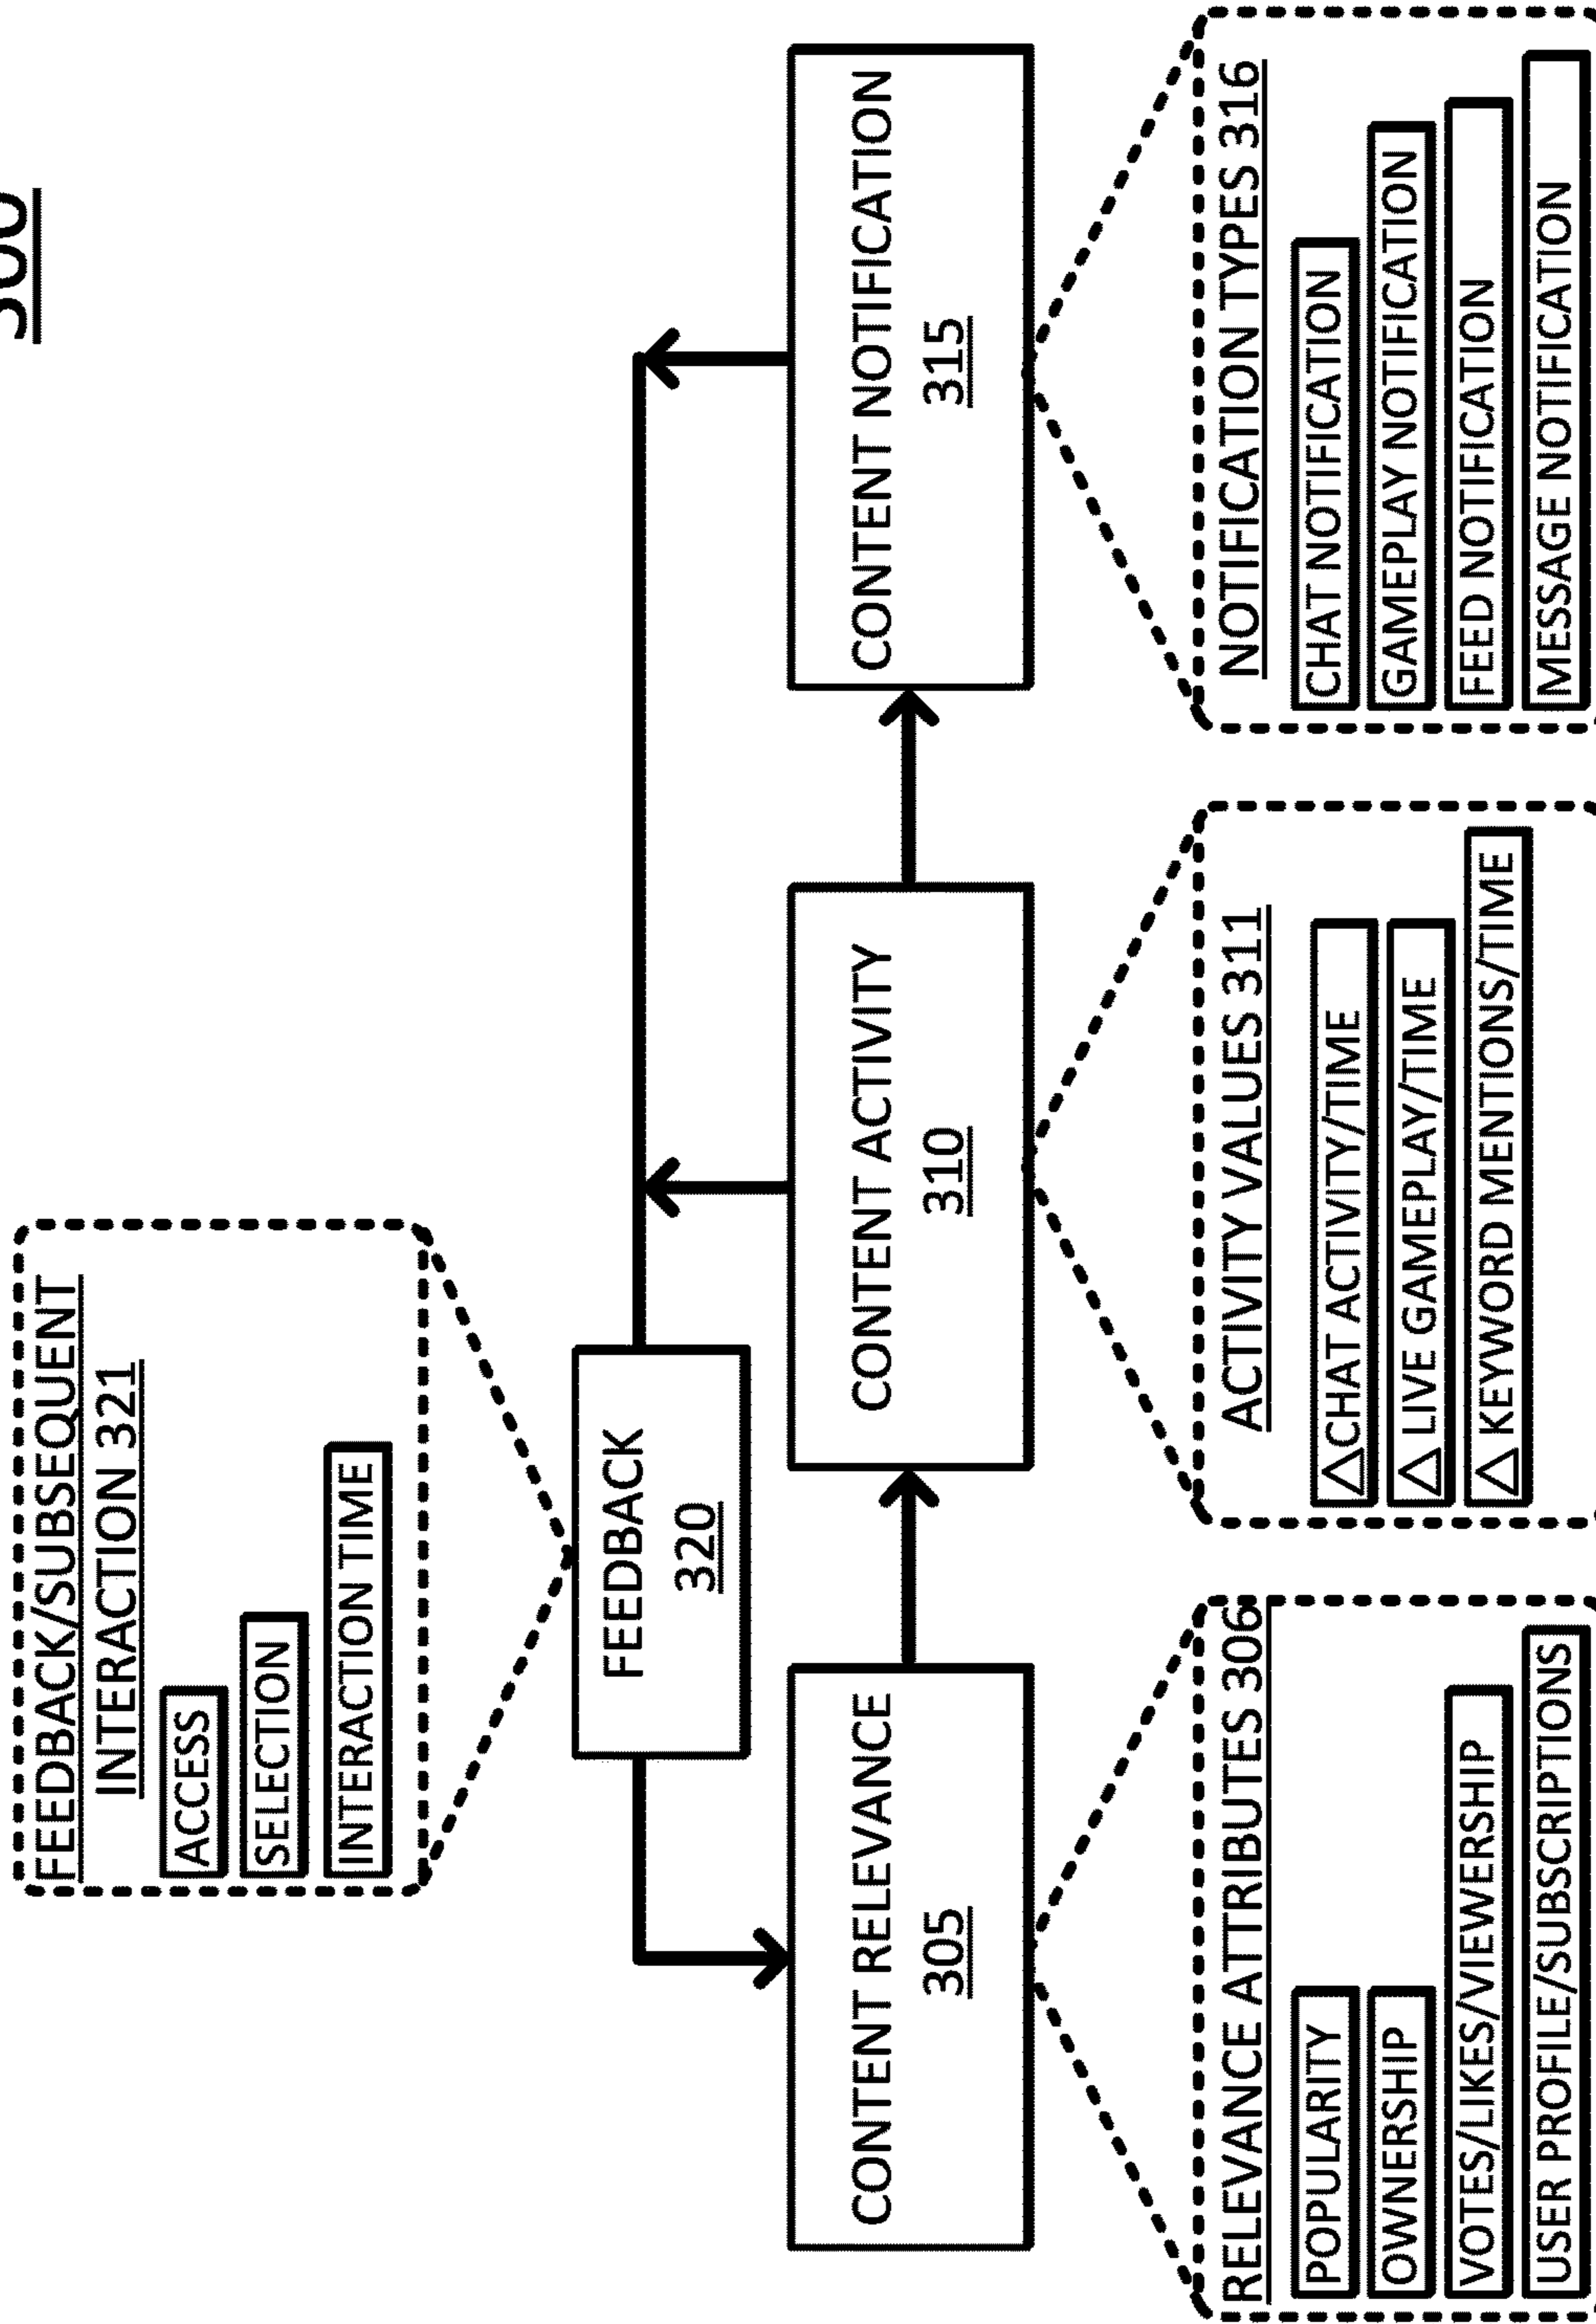 300
FEEDBACK/SUBSEQUENT
INTERACTION 321
ACCESS
SELECTION
INTERACTION TIME
FEEDBACK
320
CONTENT RELEVANCE
305
CONTENT ACTIVITY
310
CONTENT NOTIFICATION
315
RELEVANCE ATTRIBUTES 306
POPULARITY
OWNERSHIP
VOTES/LIKES/VIEWERSHIP
USER PROFILE/SUBSCRIPTIONS
ACTIVITY VALUES 311
△CHAT ACTIVITY/TIME
△ LIVE GAMEPLAY/TIME
△ KEYWORD MENTIONS/TIME
NOTIFICATION TYPES 316
CHAT NOTIFICATION
GAMEPLAY NOTIFICATION
FEED NOTIFICATION
MESSAGE NOTIFICATION